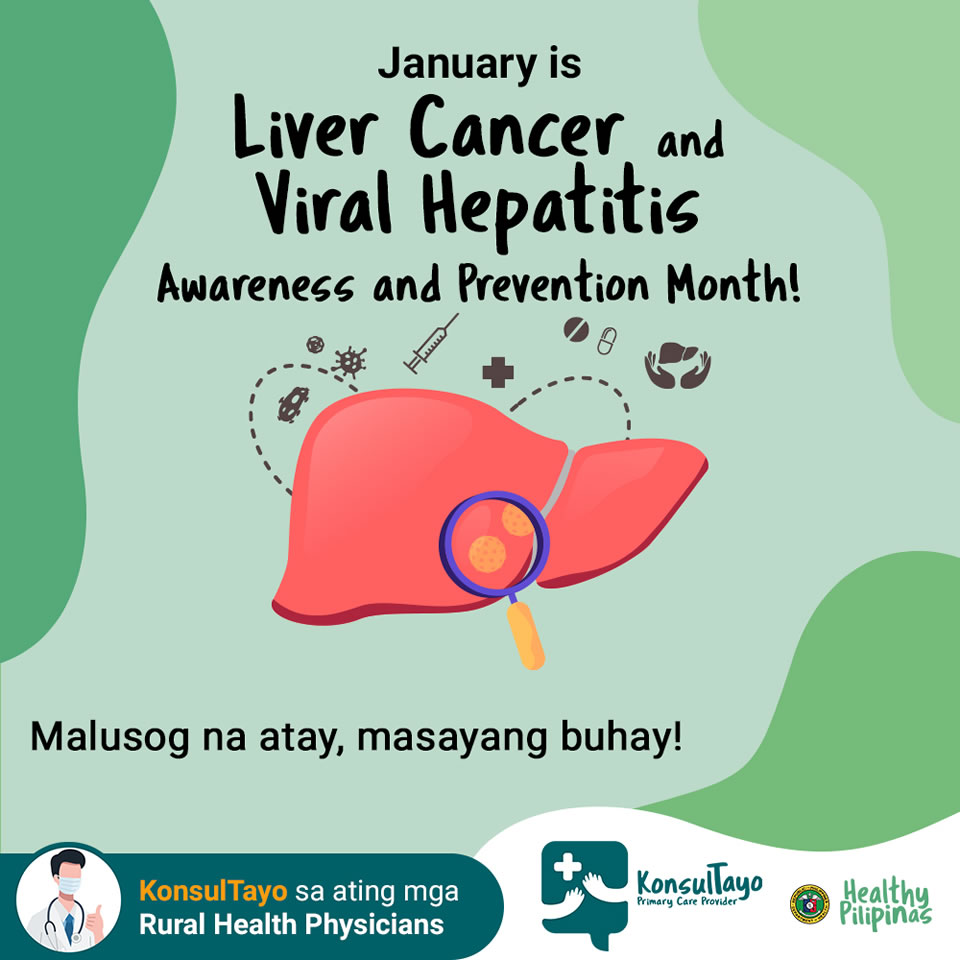 January is
Liver Cancer and
Viral Hepatitis
Awareness and Prevention Month!
Malusog na atay, masayang buhay!
KonsulTayo sa ating mga
Rural Health Physicians
KonsulTayo
Primary Care Provider
Healthy
Pilipinas